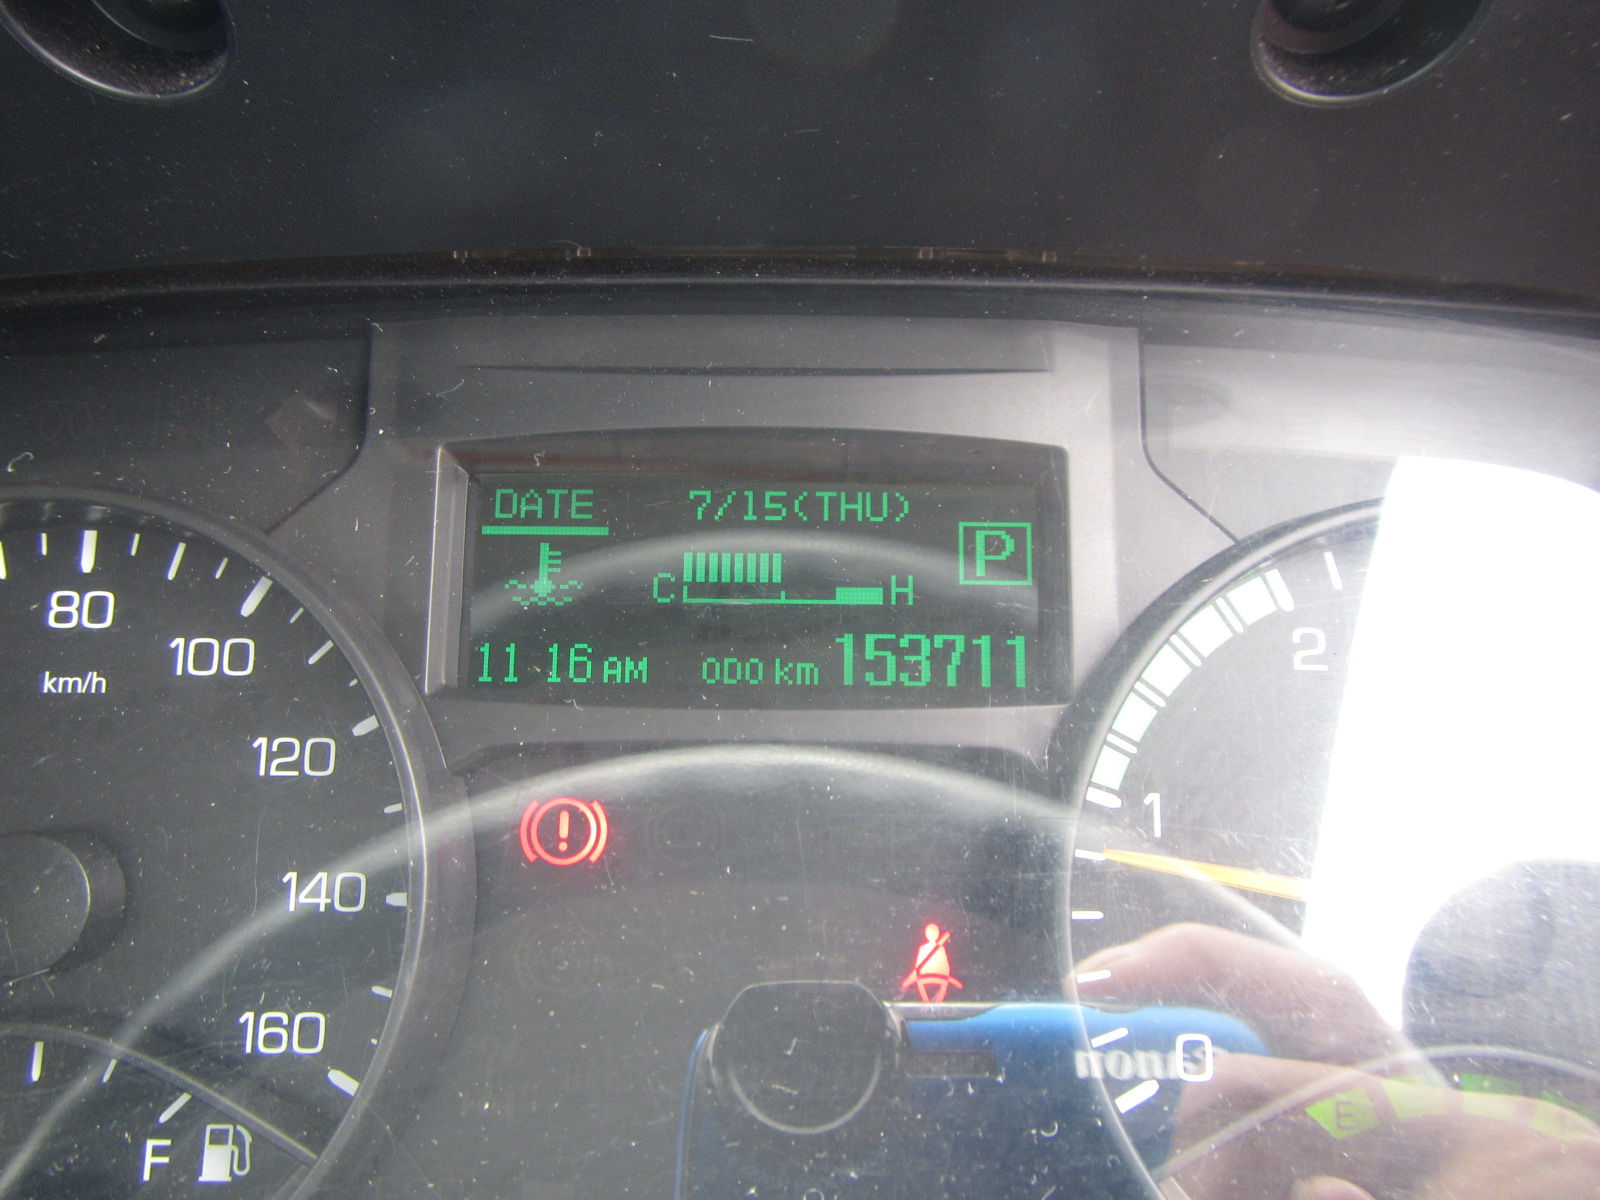 DATE 7/15(THU)
P
C H
11 16 AM ODO km 153711
80
100
km/h
120
140
160
F
2
1
0
E
Canon